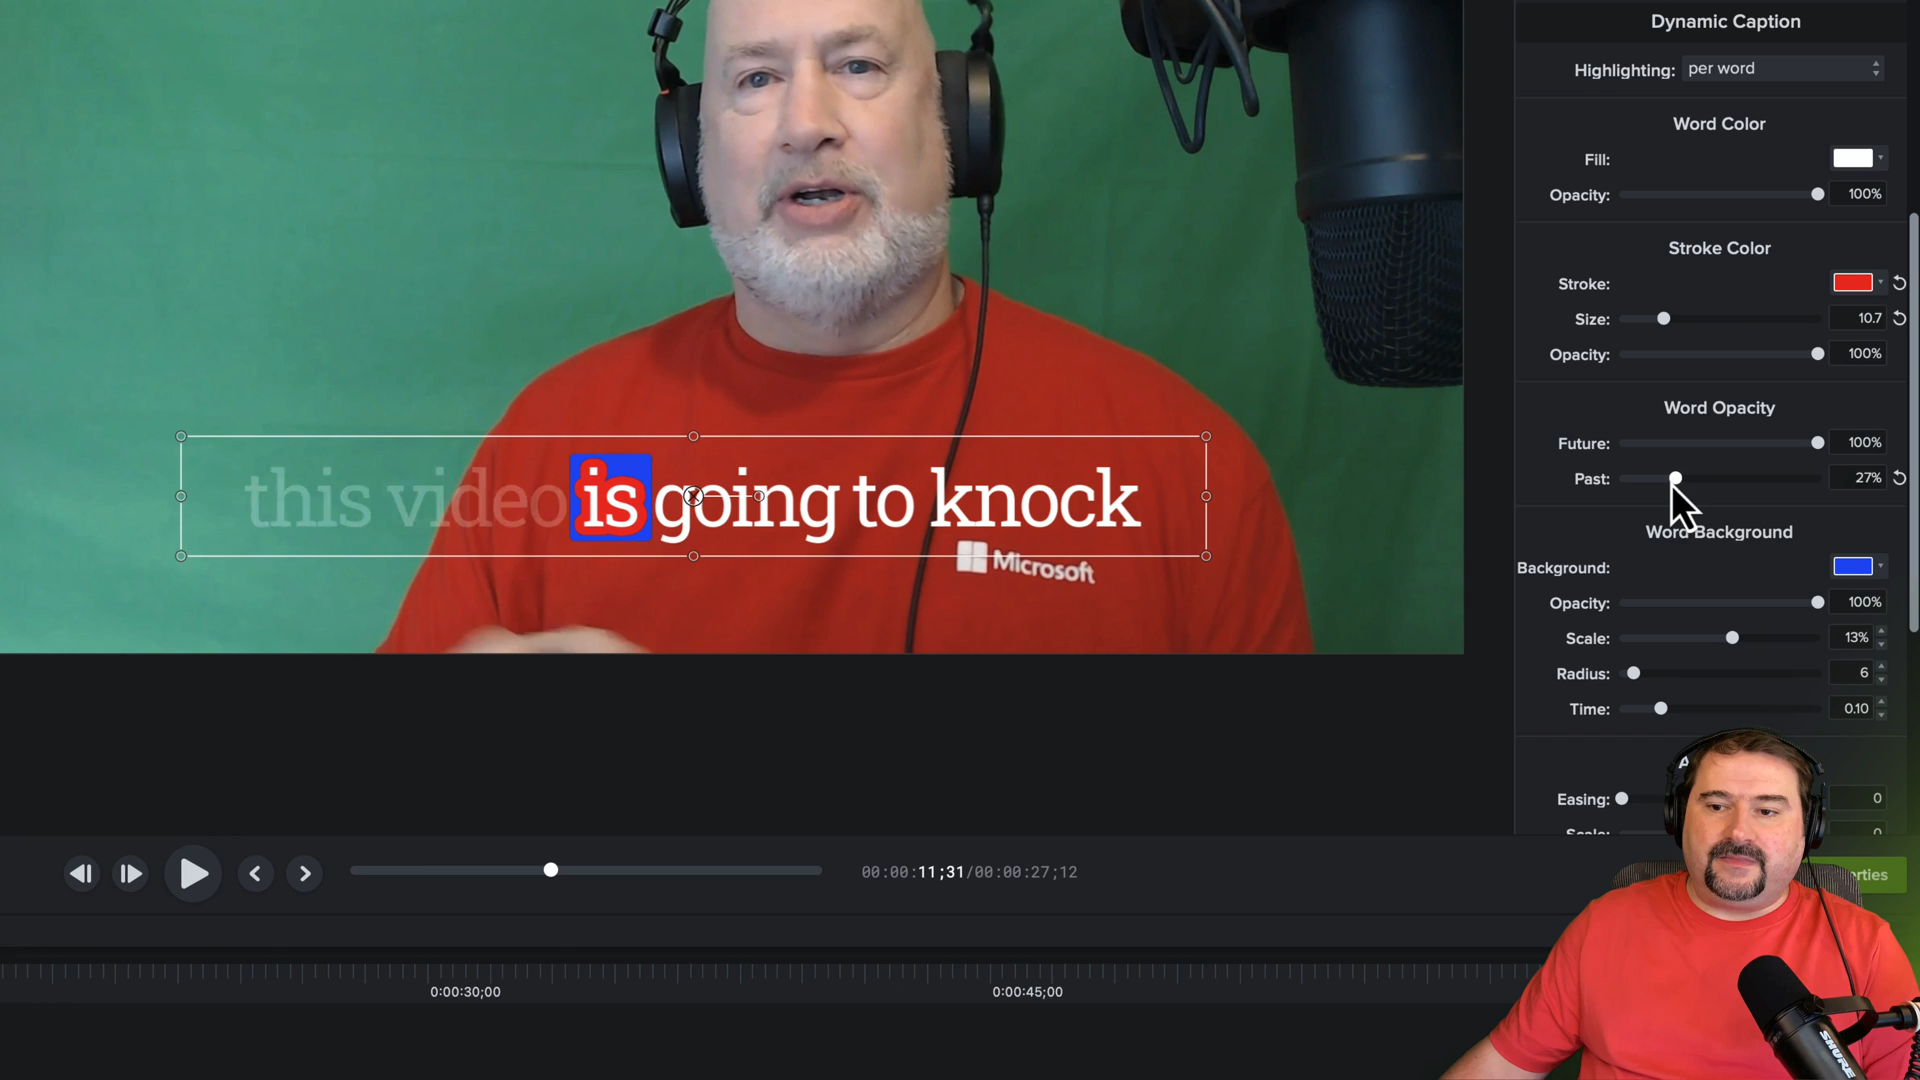 Dynamic Caption
Highlighting: per word
Word Color
Fill:
Opacity: 100%
Stroke Color
Stroke:
Size: 10.7
Opacity: 100%
Word Opacity
Future: 100%
Past: 27%
Word Background
Background:
Opacity: 100%
Scale: 13%
Radius: 6
Time: 0.10
Easing: 0
Scale: 0
this video is going to knock
Microsoft
00:00:11;31/00:00:27;12
0:00:30;00
0:00:45;00
SHURE